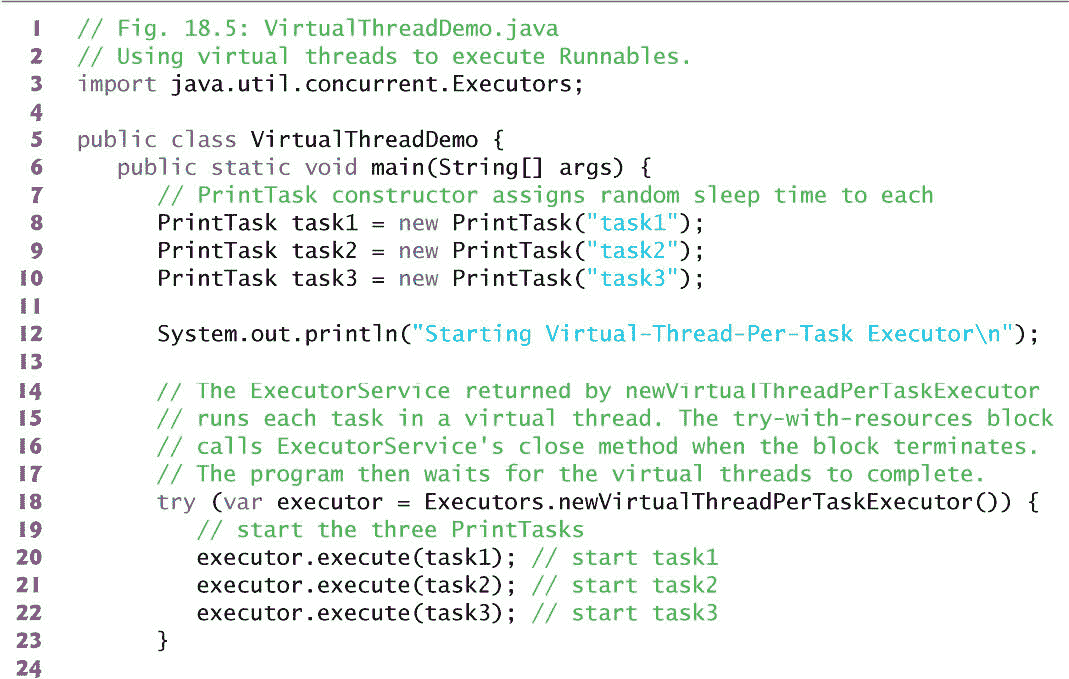 1 // Fig. 18.5: VirtualThreadDemo.java
2 // Using virtual threads to execute Runnables.
3 import java.util.concurrent.Executors;
4
5 public class VirtualThreadDemo {
6 public static void main(String[] args) {
7 // PrintTask constructor assigns random sleep time to each
8 PrintTask task1 = new PrintTask("task1");
9 PrintTask task2 = new PrintTask("task2");
10 PrintTask task3 = new PrintTask("task3");
11
12 System.out.println("Starting Virtual-Thread-Per-Task Executor\n");
13
14 // The ExecutorService returned by newVirtualThreadPerTaskExecutor
15 // runs each task in a virtual thread. The try-with-resources block
16 // calls ExecutorService's close method when the block terminates.
17 // The program then waits for the virtual threads to complete.
18 try (var executor = Executors.newVirtualThreadPerTaskExecutor()) {
19 // start the three PrintTasks
20 executor.execute(task1); // start task1
21 executor.execute(task2); // start task2
22 executor.execute(task3); // start task3
23 }
24